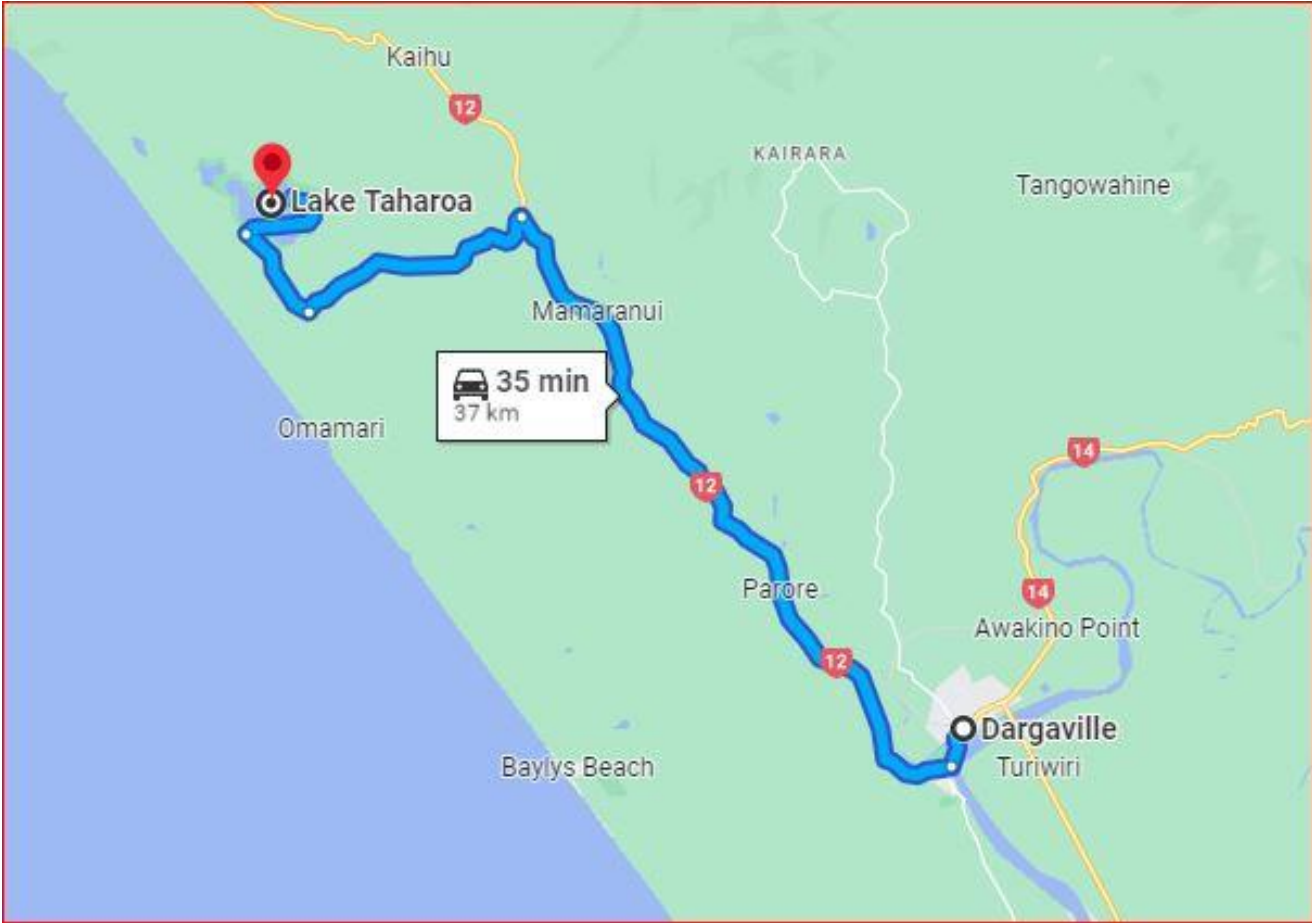 Kaihu
12
KAIRARA
Tangowahine
Lake Taharoa
Mamaranui
35 min
37 km
Omamari
14
12
Parore
14
Awakino Point
12
Dargaville
Baylys Beach
Turiwiri